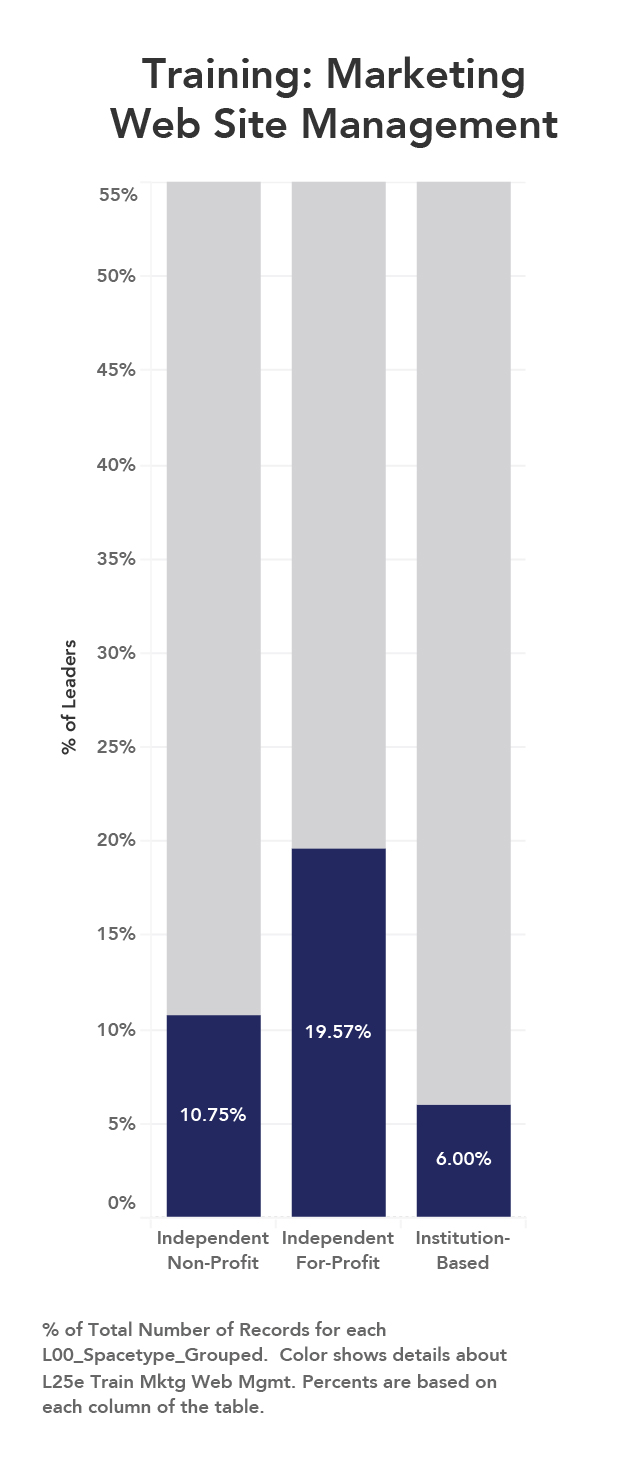 Training: Marketing
Web Site Management
55%
50%
45%
40%
35%
30%
25%
20%
15%
10%
5%
0%
% of Leaders
10.75%
19.57%
6.00%
Independent Non-Profit
Independent For-Profit
Institution-Based
% of Total Number of Records for each
L00_Spacetype_Grouped.  Color shows details about
L25e Train Mktg Web Mgmt. Percents are based on
each column of the table.